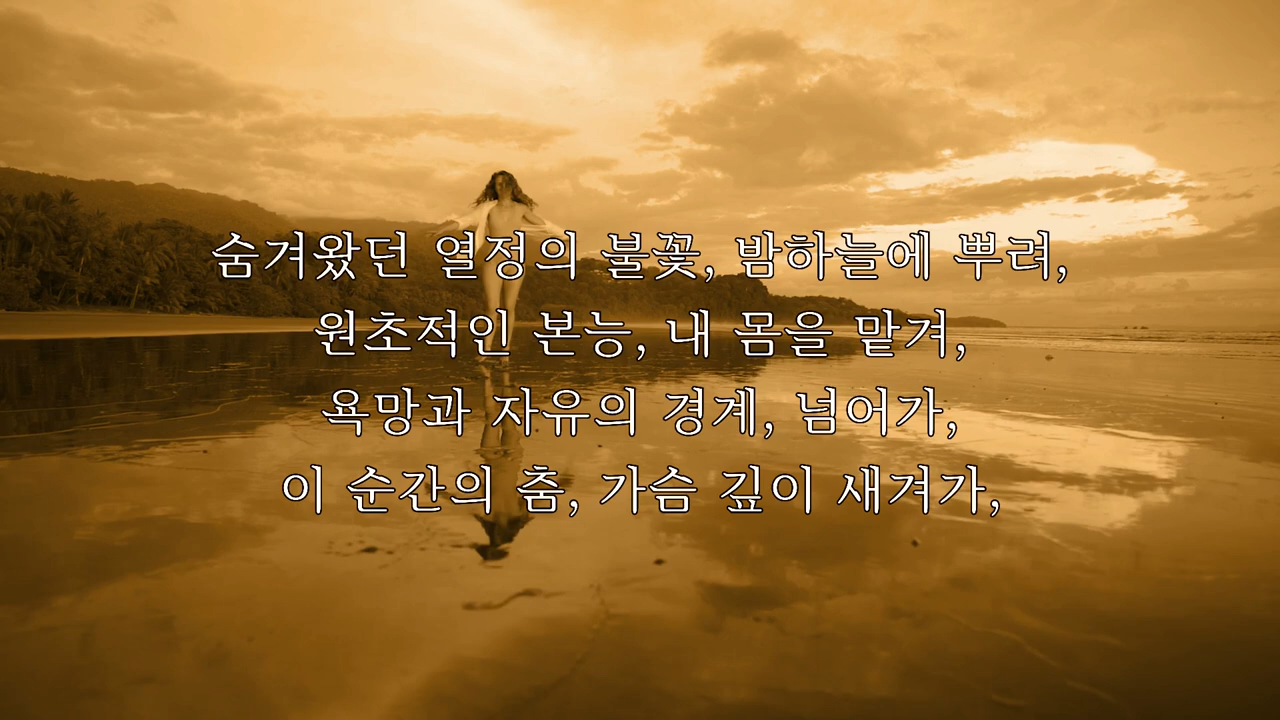 숨겨왔던 열정의 불꽃, 밤하늘에 뿌려,
원초적인 본능, 내 몸을 맡겨,
욕망과 자유의 경계, 넘어가,
이 순간의 춤, 가슴 깊이 새겨가,